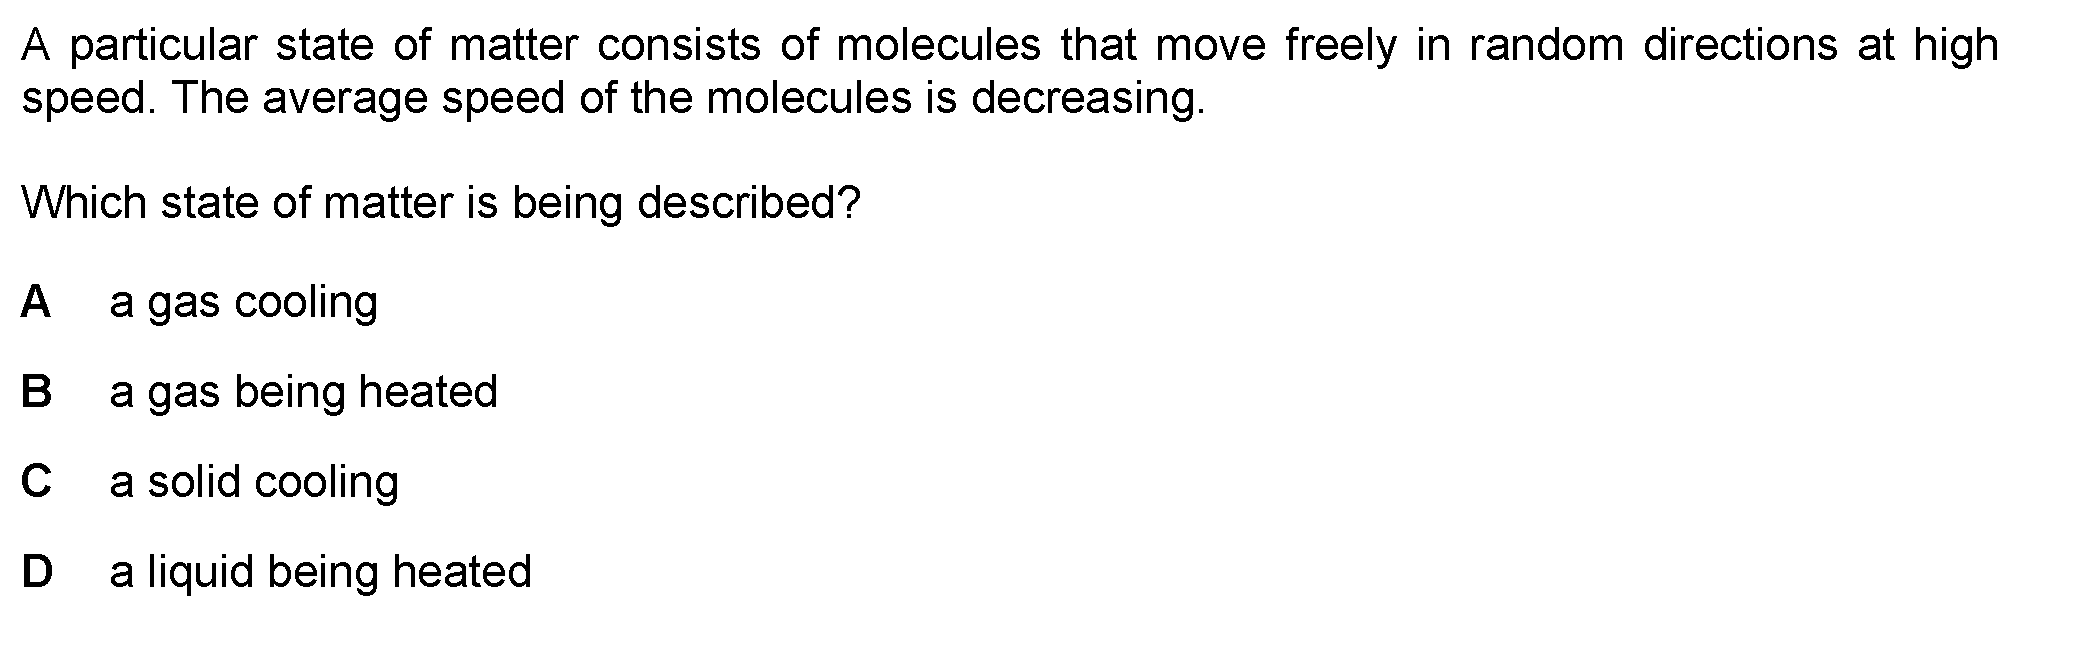 A particular state of matter consists of molecules that move freely in random directions at high
speed. The average speed of the molecules is decreasing.
Which state of matter is being described?
A a gas cooling
B a gas being heated
C a solid cooling
D a liquid being heated